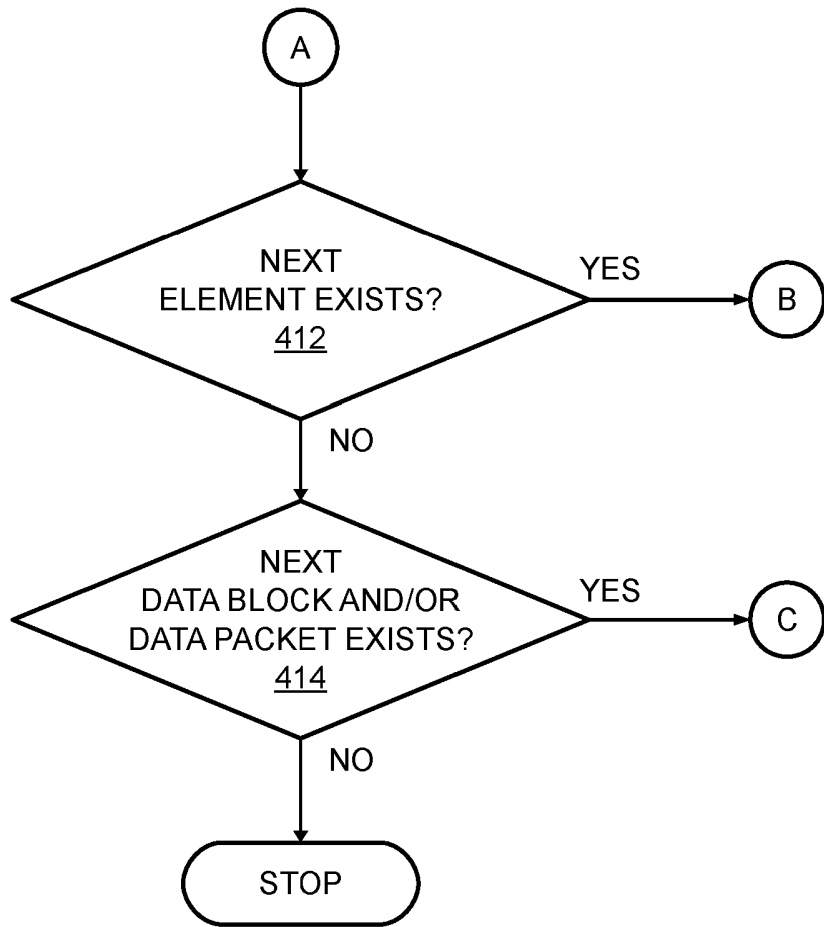 A
NEXT
ELEMENT EXISTS?
412
YES
B
NO
NEXT
DATA BLOCK AND/OR
DATA PACKET EXISTS?
414
YES
C
NO
STOP